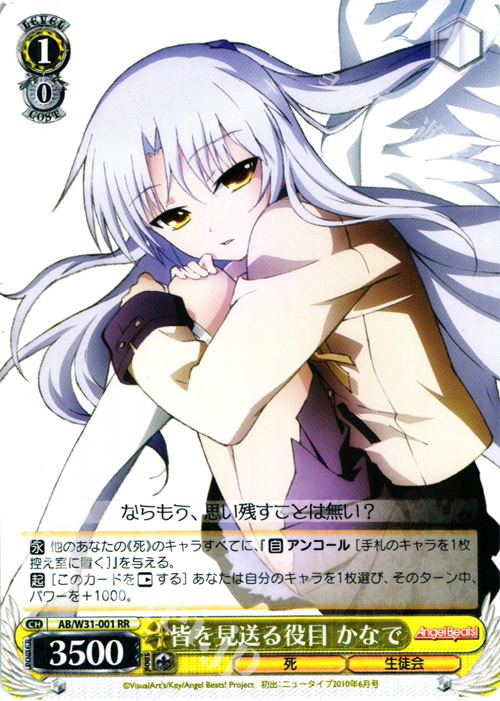 LEVEL
1
0
COST
ならもう、思い残すことは無い？
永 他のあなたの《死》のキャラすべてに、『自 アンコール [手札のキャラを1枚
控え室に置く]』を与える。
起 [このカードを する] あなたは自分のキャラを1枚選び、そのターン中、
パワーを+1000。
CH AB/W31-001 RR
皆を見送る役目 かなで
Angel Beats!
POWER
3500
SOUL
死
生徒会
©VisualArt's/Key/Angel Beats! Project 初出：ニュータイプ2010年6月号